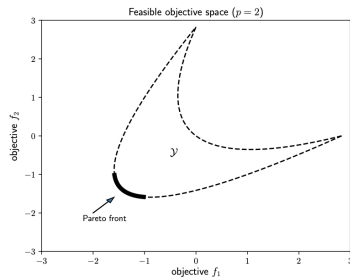 Feasible objective space (p = 2)
3
2
1
0
−1
−2
−3
objective f₂
𝒴
Pareto front
−3
−2
−1
0
1
2
3
objective f₁